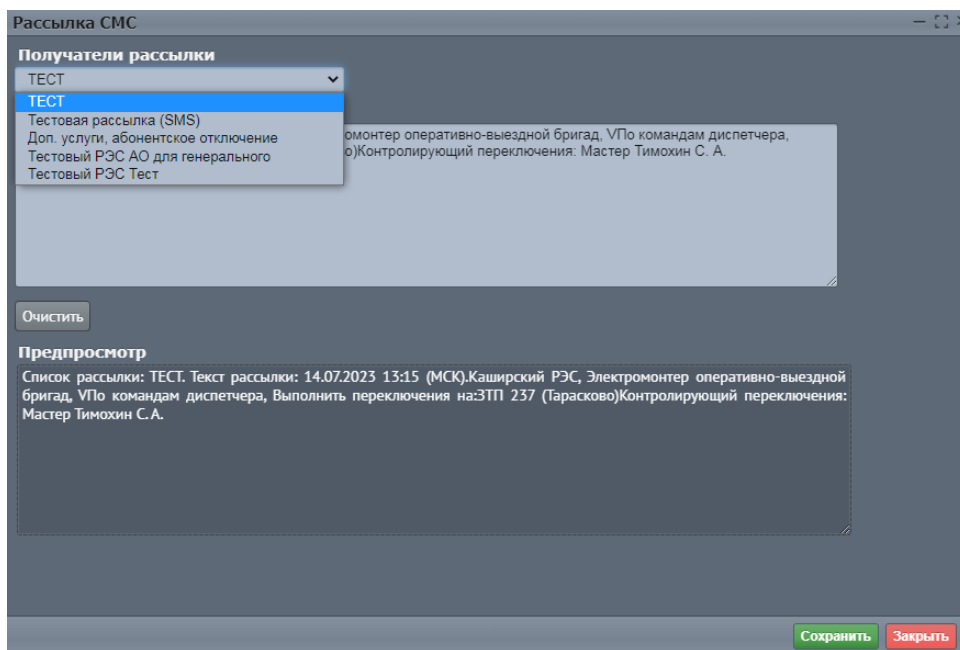 Рассылка СМС
Получатели рассылки
ТЕСТ
ТЕСТ
Тестовая рассылка (SMS)
Доп. услуги, абонентское отключение
Тестовый РЭС АО для генерального
Тестовый РЭС Тест
омонтер оперативно-выездной бригад, VПо командам диспетчера,
о)Контролирующий переключения: Мастер Тимохин С. А.
Очистить
Предпросмотр
Список рассылки: ТЕСТ. Текст рассылки: 14.07.2023 13:15 (МСК).Каширский РЭС, Электромонтер оперативно-выездной
бригад, VПо командам диспетчера, Выполнить переключения на:ЗТП 237 (Тарасково)Контролирующий переключения:
Мастер Тимохин С. А.
Сохранить Закрыть